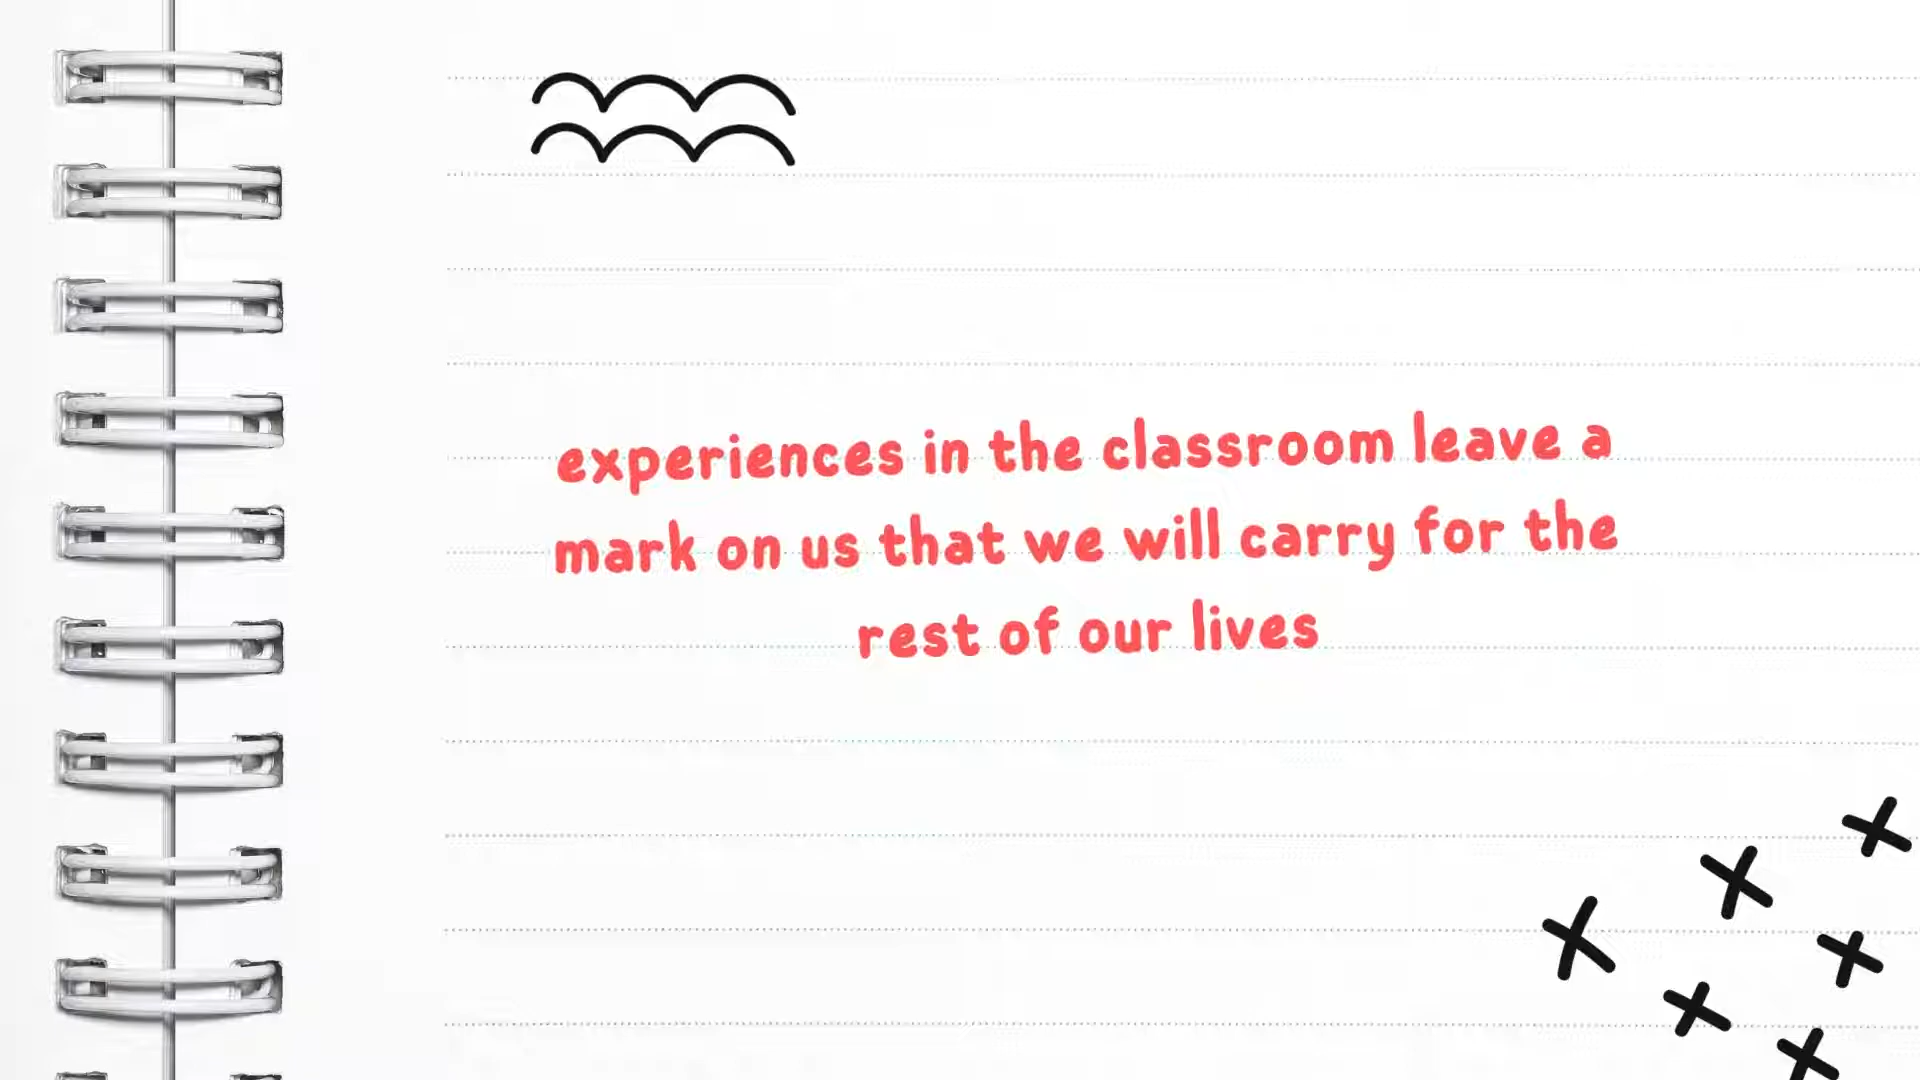 experiences in the classroom leave a
mark on us that we will carry for the
rest of our lives